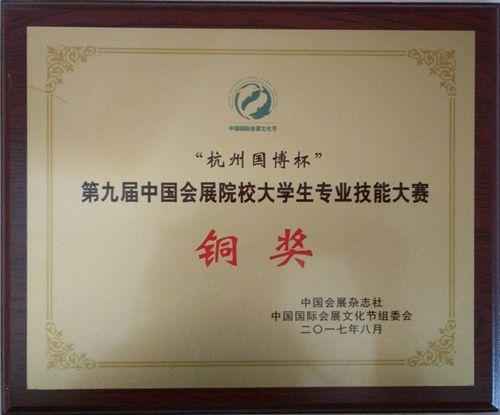 中国国际会展文化节
“杭州国博杯”
第九届中国会展院校大学生专业技能大赛
铜奖
中国会展杂志社
中国国际会展文化节组委会
二〇一七年八月